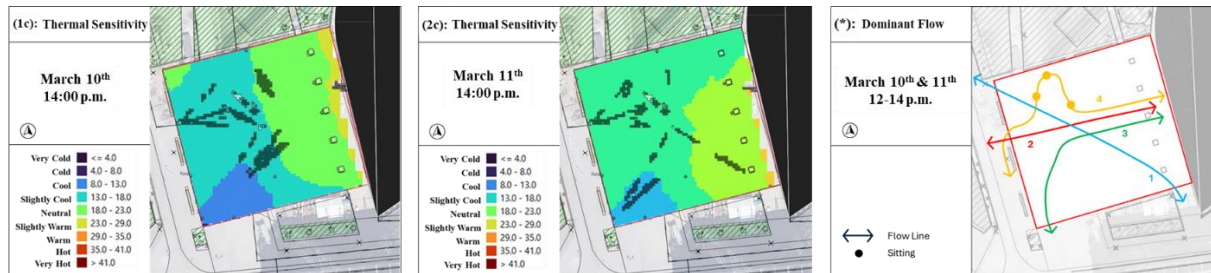 (1c): Thermal Sensitivity
March 10th
14:00 p.m.
Very Cold <= 4.0
Cold 4.0 - 8.0
Cool 8.0 - 13.0
Slightly Cool 13.0 - 18.0
Neutral 18.0 - 23.0
Slightly Warm 23.0 - 29.0
Warm 29.0 - 35.0
Hot 35.0 - 41.0
Very Hot > 41.0
(2c): Thermal Sensitivity
March 11th
14:00 p.m.
Very Cold <= 4.0
Cold 4.0 - 8.0
Cool 8.0 - 13.0
Slightly Cool 13.0 - 18.0
Neutral 18.0 - 23.0
Slightly Warm 23.0 - 29.0
Warm 29.0 - 35.0
Hot 35.0 - 41.0
Very Hot > 41.0
(*): Dominant Flow
March 10th & 11th
12-14 p.m.
Flow Line
Sitting
4
2
3
1